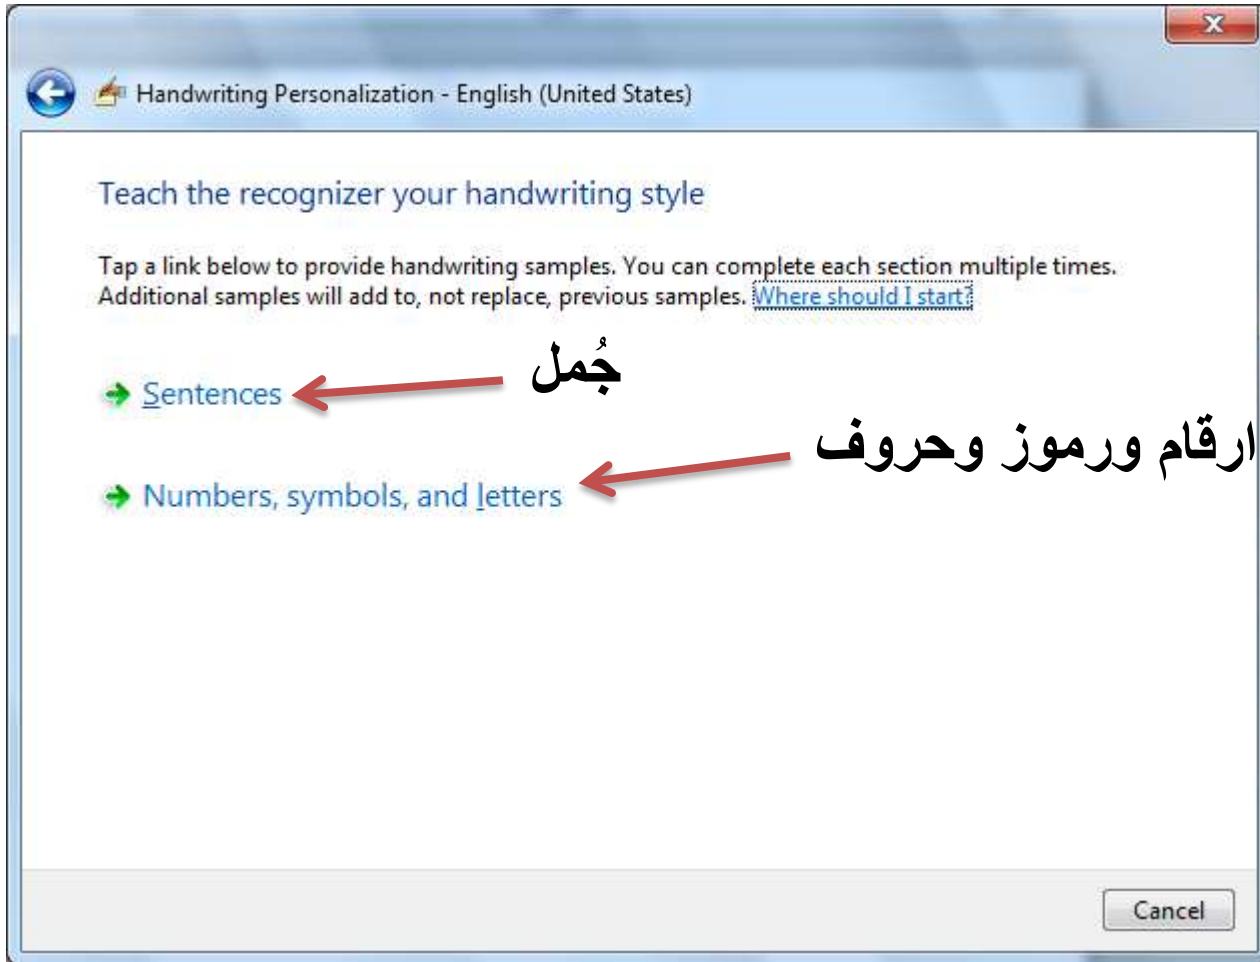 Handwriting Personalization - English (United States)
Teach the recognizer your handwriting style
Tap a link below to provide handwriting samples. You can complete each section multiple times.
Additional samples will add to, not replace, previous samples. Where should I start?
جُمل
Sentences
ارقام ورموز وحروف
Numbers, symbols, and letters
Cancel